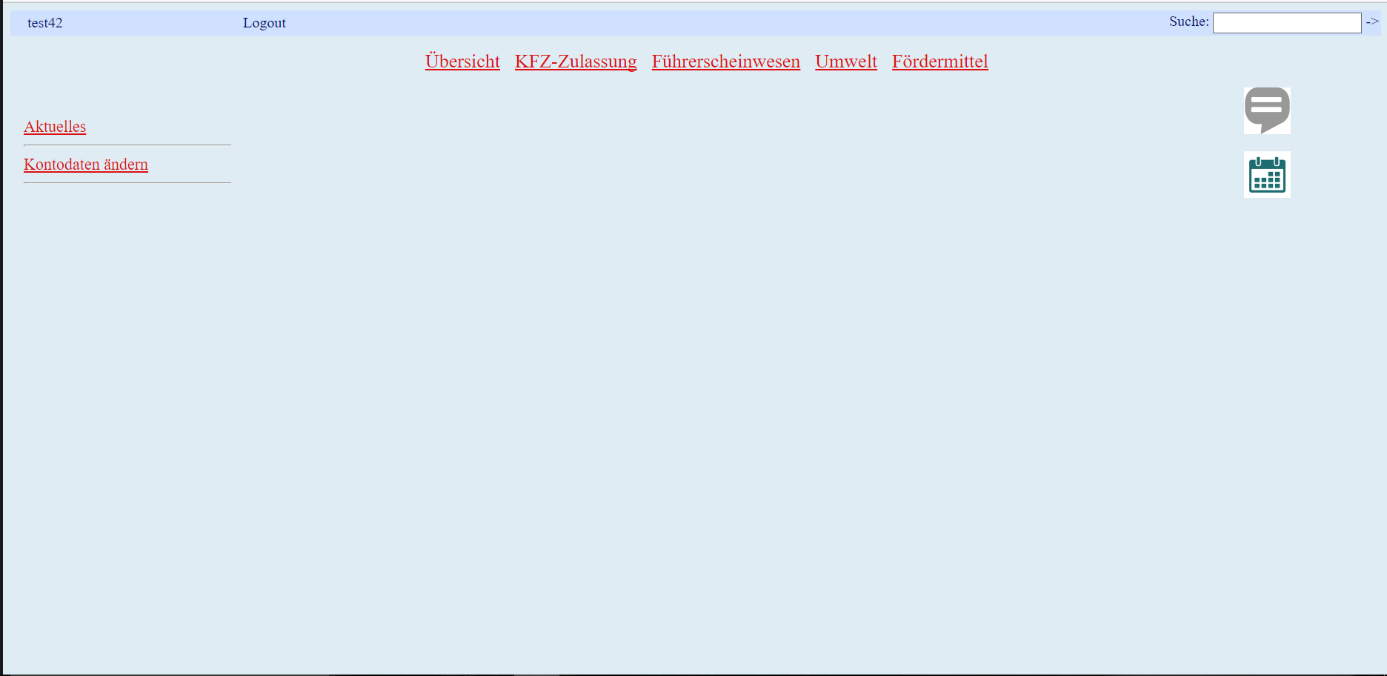 test42 Logout Suche: ->
Übersicht KFZ-Zulassung Führerscheinwesen Umwelt Fördermittel
Aktuelles
Kontodaten ändern